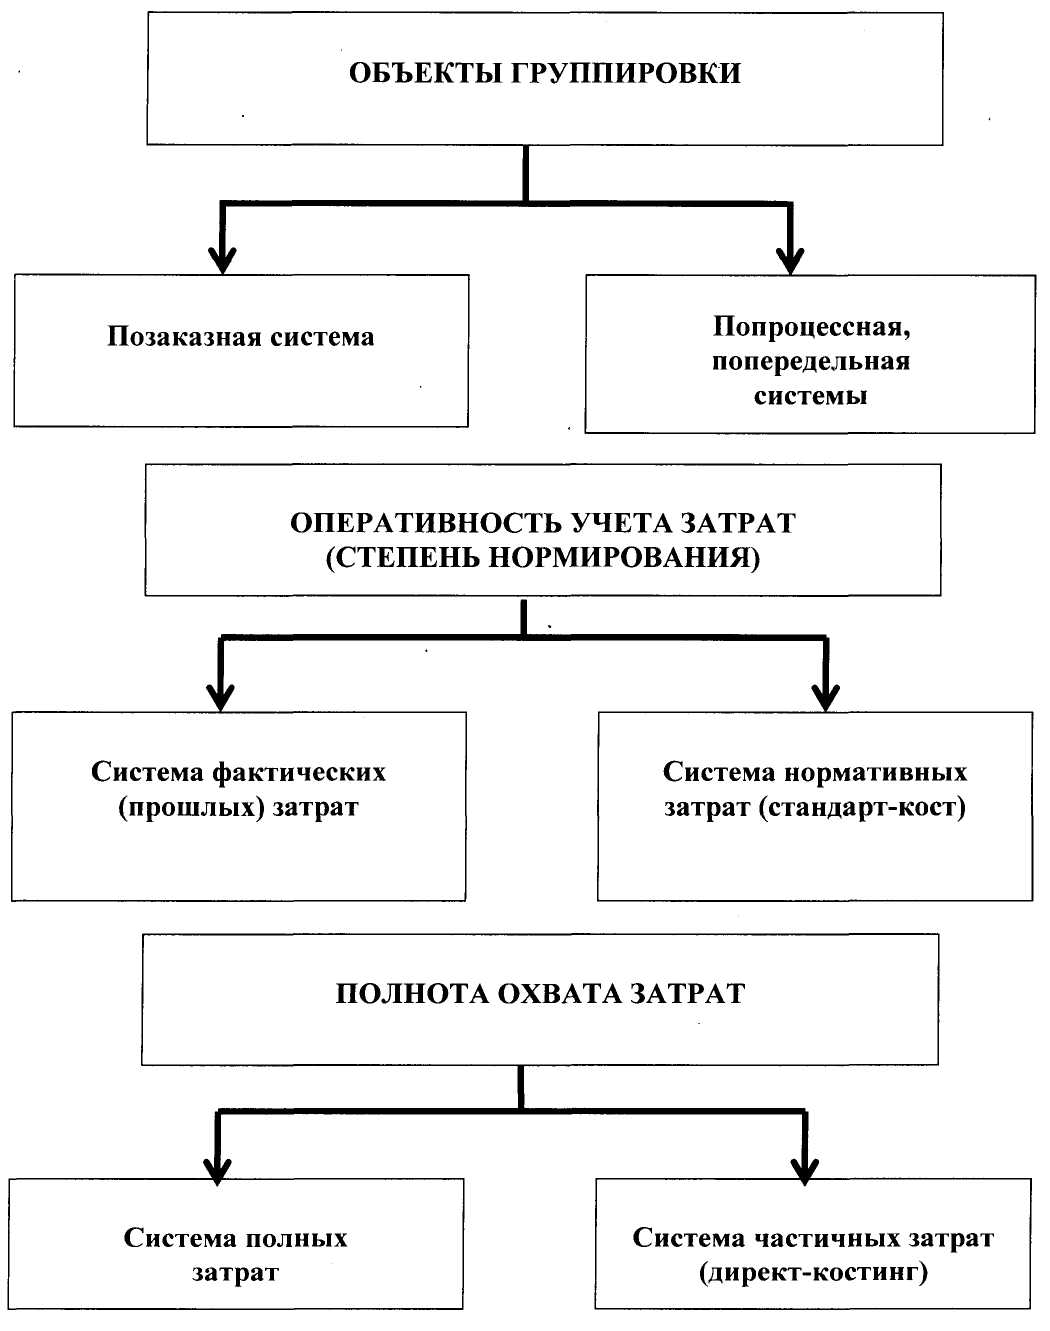 ОБЪЕКТЫ ГРУППИРОВКИ
Позаказная система
Попроцессная,
попередельная
системы
ОПЕРАТИВНОСТЬ УЧЕТА ЗАТРАТ
(СТЕПЕНЬ НОРМИРОВАНИЯ)
Система фактических
(прошлых) затрат
Система нормативных
затрат (стандарт-кост)
ПОЛНОТА ОХВАТА ЗАТРАТ
Система полных
затрат
Система частичных затрат
(директ-костинг)